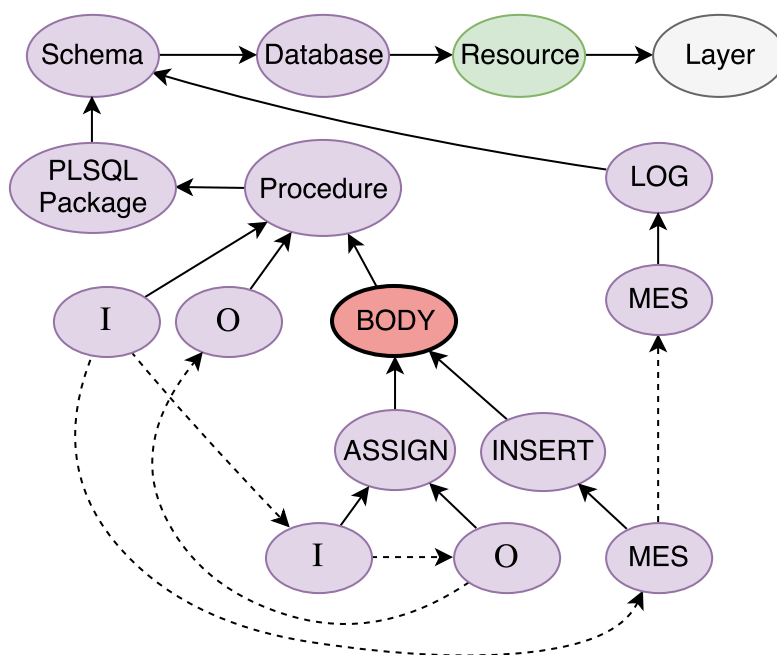 Schema
Database
Resource
Layer
PLSQL
Package
Procedure
LOG
I
O
BODY
MES
ASSIGN
INSERT
I
O
MES